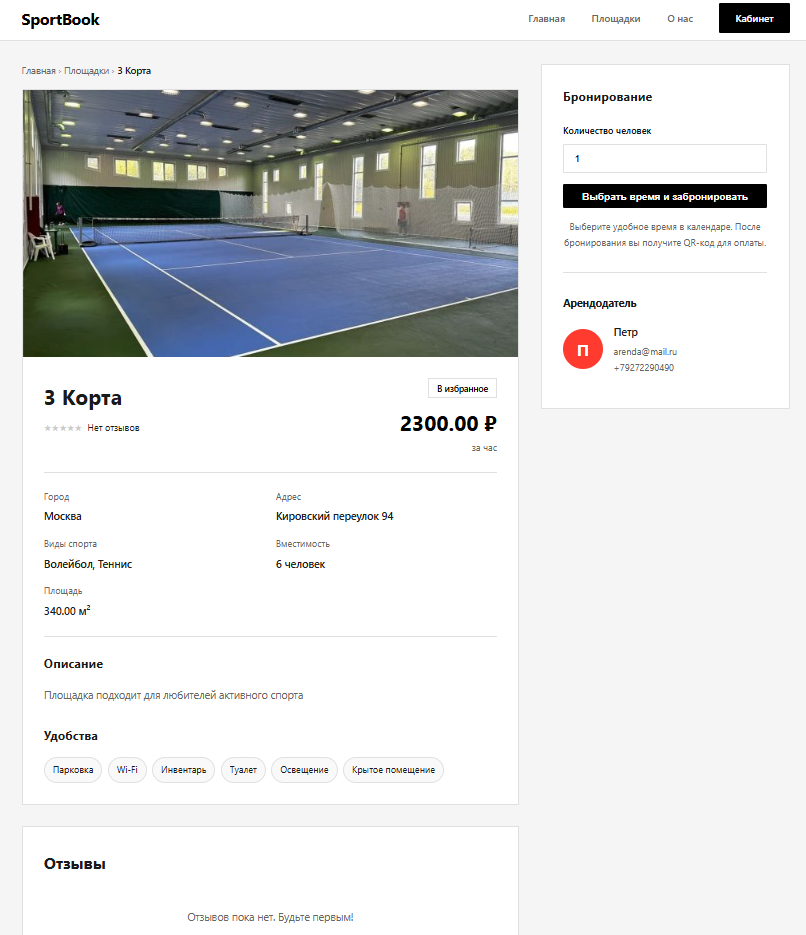 SportBook
Главная Площадки О нас Кабинет
Главная › Площадки › 3 Корта
3 Корта
В избранное
★★★★★ Нет отзывов
2300.00 ₽
за час
Город
Москва
Адрес
Кировский переулок 94
Виды спорта
Волейбол, Теннис
Вместимость
6 человек
Площадь
340.00 м²
Описание
Площадка подходит для любителей активного спорта
Удобства
Парковка Wi-Fi Инвентарь Туалет Освещение Крытое помещение
Отзывы
Отзывов пока нет. Будьте первым!
Бронирование
Количество человек
1
Выбрать время и забронировать
Выберите удобное время в календаре. После
бронирования вы получите QR-код для оплаты.
Арендодатель
П
Петр
arenda@mail.ru
+79272290490